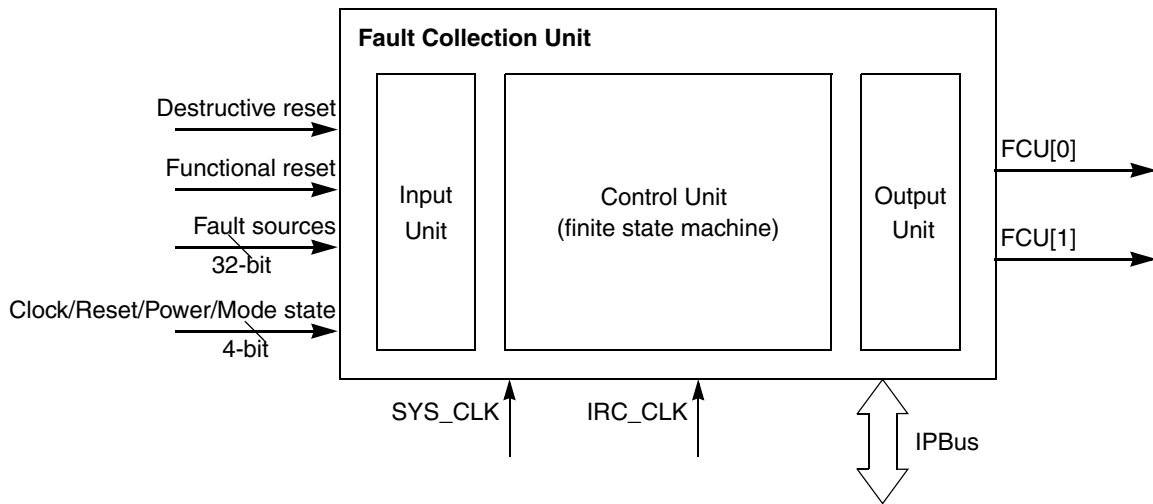 Fault Collection Unit
Destructive reset
Functional reset
Fault sources
32-bit
Clock/Reset/Power/Mode state
4-bit
Input
Unit
Control Unit
(finite state machine)
Output
Unit
FCU[0]
FCU[1]
SYS_CLK
IRC_CLK
IPBus